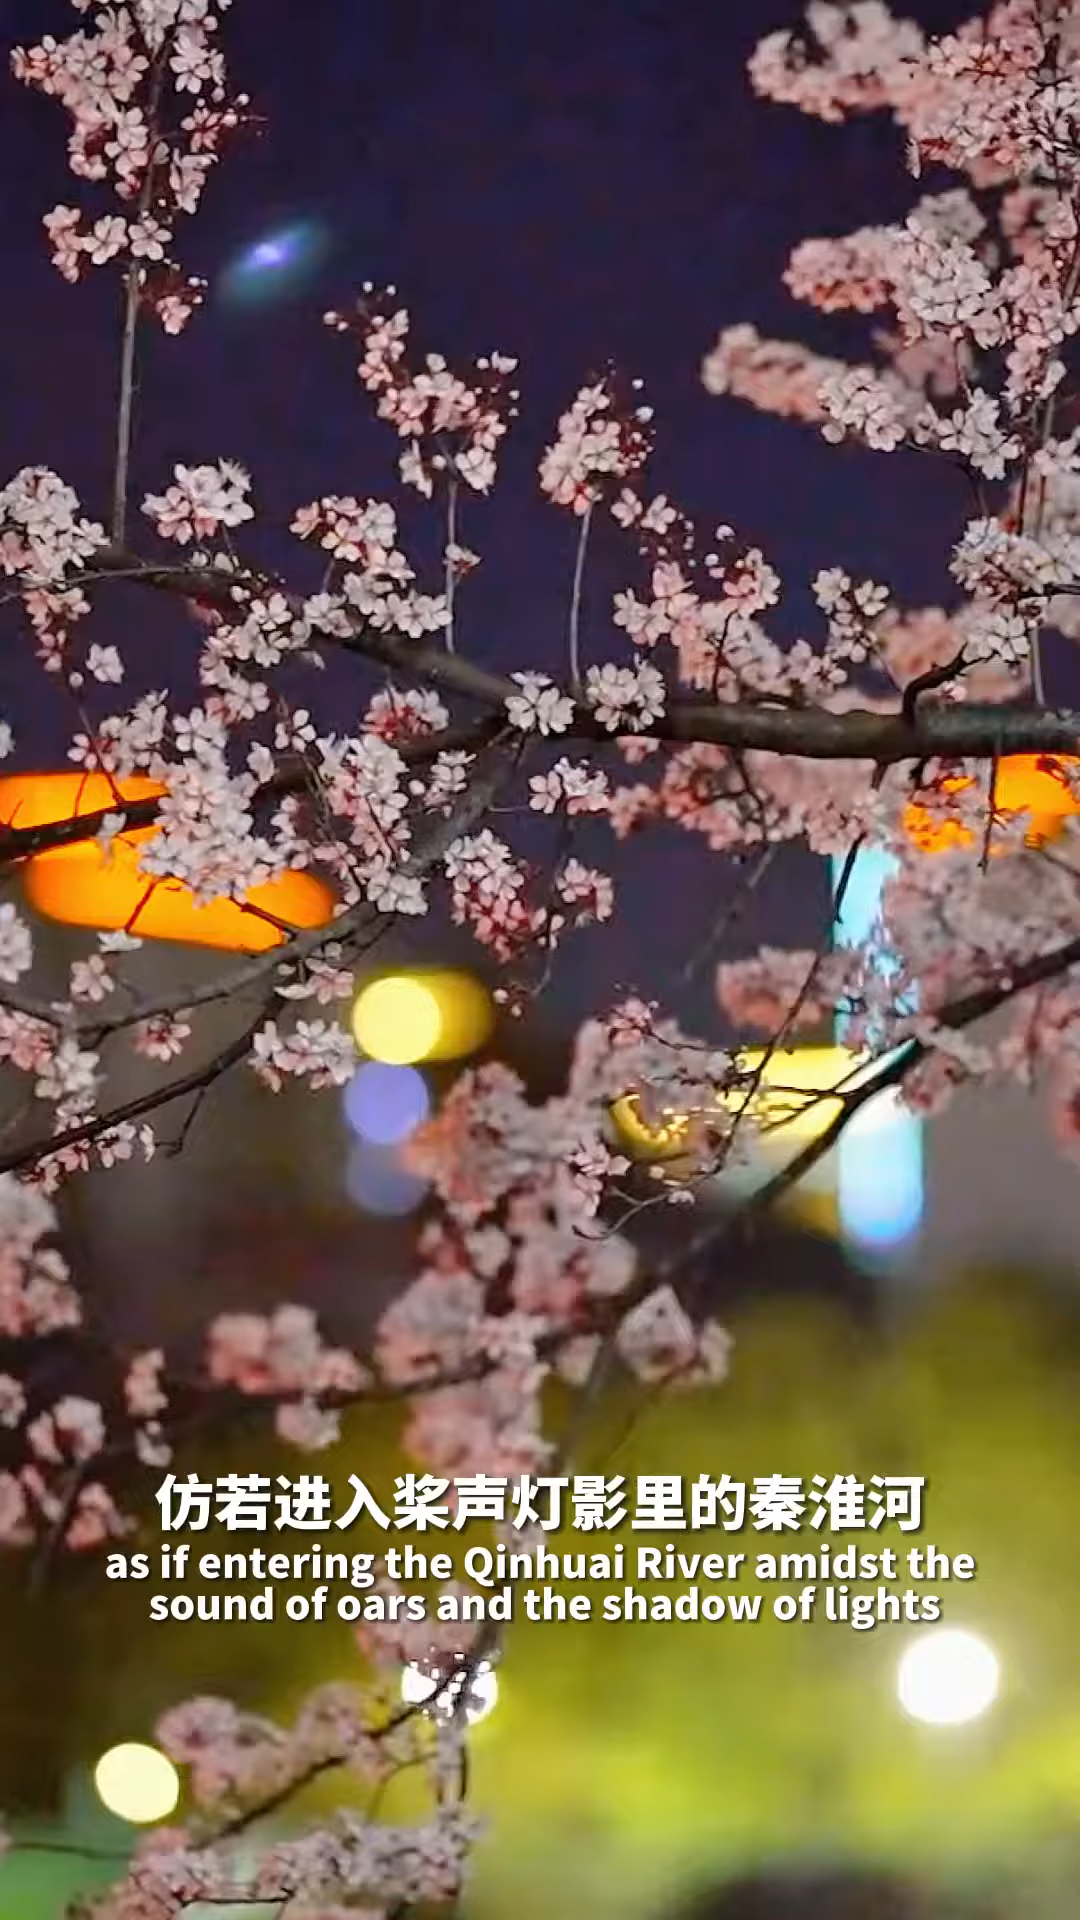 仿若进入桨声灯影里的秦淮河
as if entering the Qinhuai River amidst the
sound of oars and the shadow of lights